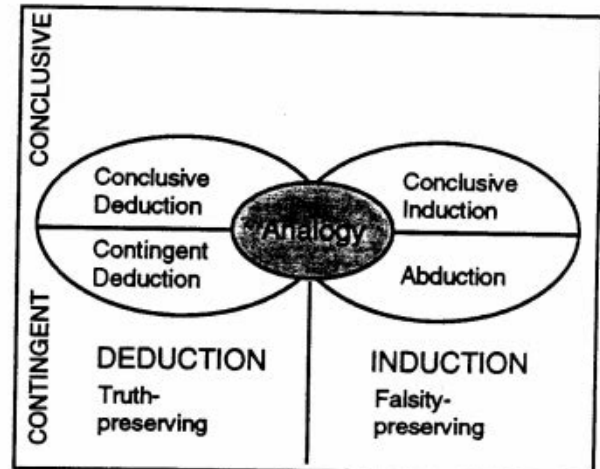 CONCLUSIVE
Conclusive
Deduction
Analogy
Conclusive
Induction
Contingent
Deduction
Abduction
CONTINGENT
DEDUCTION
Truth-
preserving
INDUCTION
Falsity-
preserving